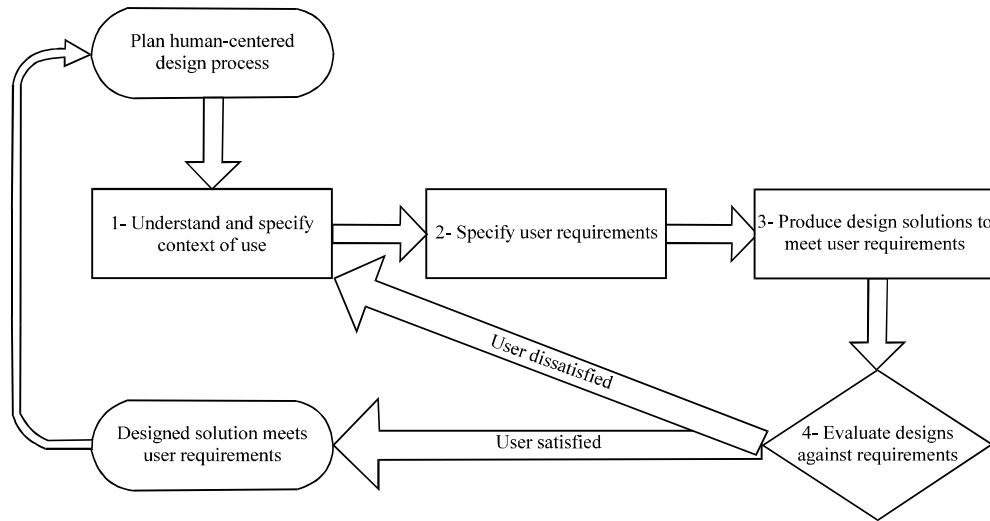 Plan human-centered
design process
1- Understand and specify
context of use
2- Specify user requirements
3- Produce design solutions to
meet user requirements
User dissatisfied
Designed solution meets
user requirements
User satisfied
4- Evaluate designs
against requirements